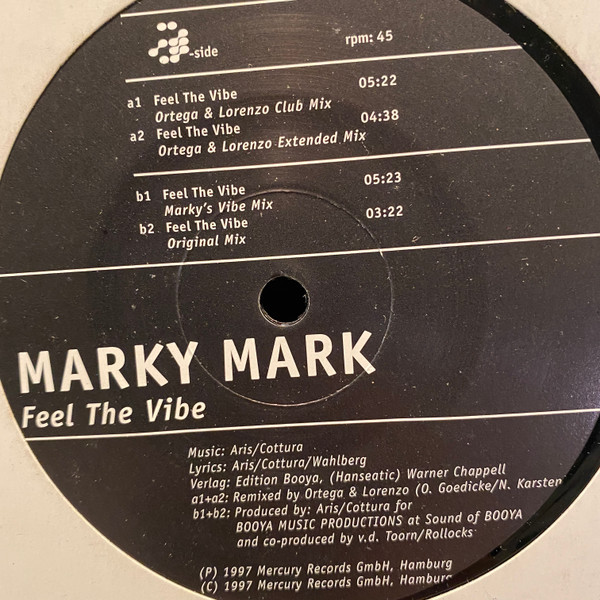 a-side
rpm: 45
a1 Feel The Vibe 05:22
Ortega & Lorenzo Club Mix
a2 Feel The Vibe 04:38
Ortega & Lorenzo Extended Mix
b1 Feel The Vibe 05:23
Marky's Vibe Mix
b2 Feel The Vibe 03:22
Original Mix
MARKY MARK
Feel The Vibe
Music: Aris/Cottura
Lyrics: Aris/Cottura/Wahlberg
Verlag: Edition Booya, (Hanseatic) Warner Chappell
a1+a2: Remixed by Ortega & Lorenzo (O. Goedicke/N. Karsten
b1+b2: Produced by: Aris/Cottura for
BOOYA MUSIC PRODUCTIONS at Sound of BOOYA
and co-produced by v.d. Toorn/Rollocks
(P) 1997 Mercury Records GmbH, Hamburg
(C) 1997 Mercury Records GmbH, Hamburg